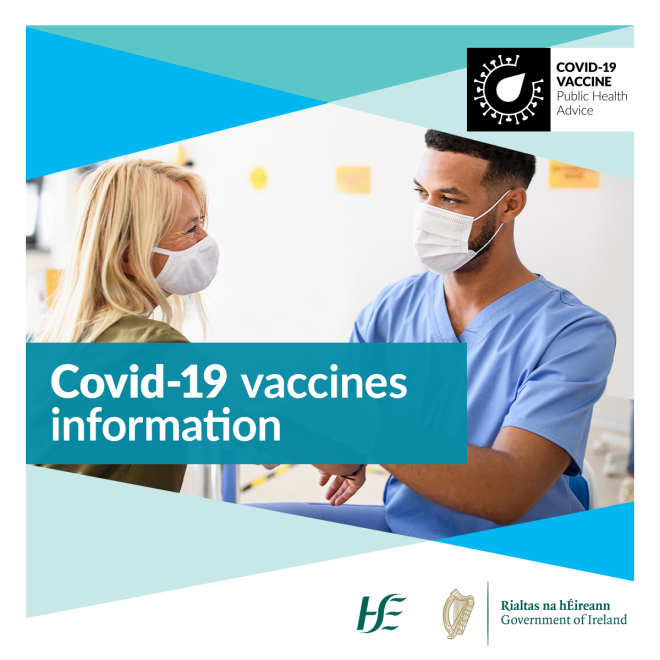 COVID-19
VACCINE
Public Health
Advice
Covid-19 vaccines
information
HSE
Rialtas na hÉireann
Government of Ireland